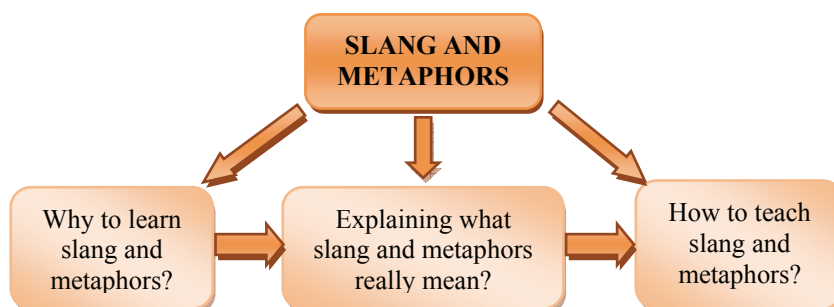 SLANG AND
METAPHORS
Why to learn
slang and
metaphors?
Explaining what
slang and metaphors
really mean?
How to teach
slang and
metaphors?